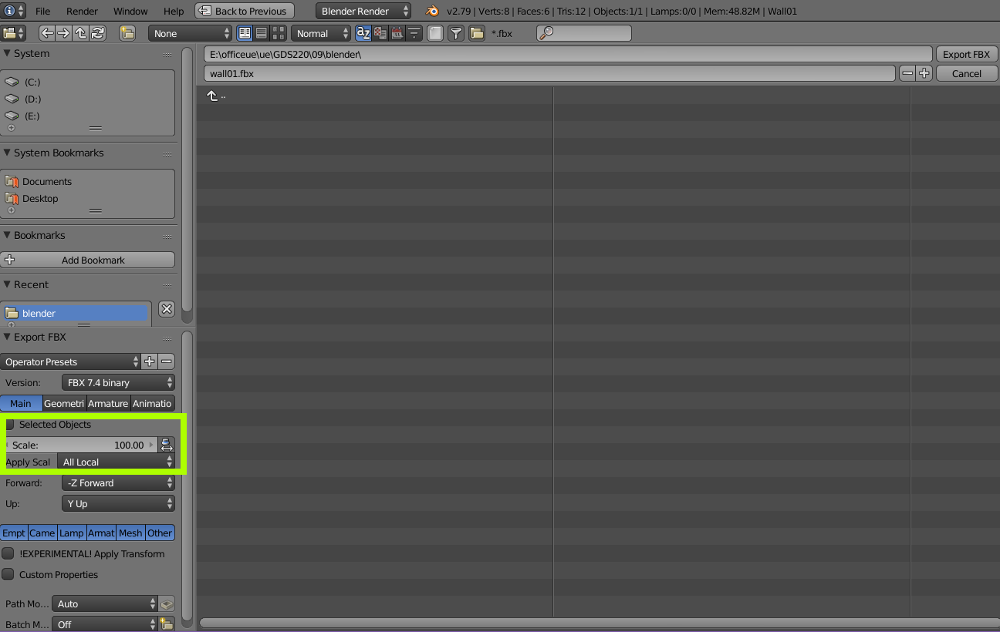 File Render Window Help Back to Previous Blender Render v2.79 | Verts:8 | Faces:6 | Tris:12 | Objects:1/1 | Lamps:0/0 | Mem:48.82M | Wall01
None Normal az *.fbx
System
(C:)
(D:)
(E:)
System Bookmarks
Documents
Desktop
Bookmarks
Add Bookmark
Recent
blender
Export FBX
Operator Presets
Version: FBX 7.4 binary
Main Geometri Armature Animatio
Selected Objects
Scale: 100.00
Apply Scal All Local
Forward: -Z Forward
Up: Y Up
Empt Came Lamp Armat Mesh Other
!EXPERIMENTAL! Apply Transform
Custom Properties
Path Mo... Auto
Batch M... Off
E:\officeue\ue\GDS220\09\blender\ Export FBX
wall01.fbx Cancel
..